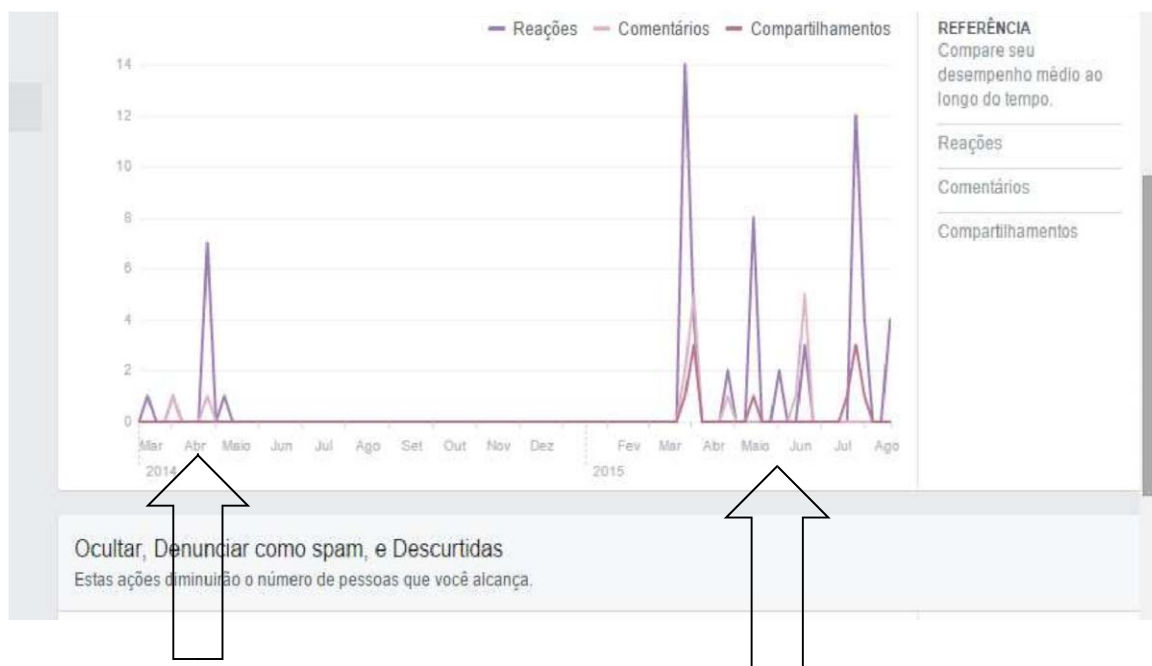 Reações Comentários Compartilhamentos
14
12
10
8
6
4
2
0
Mar Abr Maio Jun Jul Ago Set Out Nov Dez Fev Mar Abr Maio Jun Jul Ago
2014 2015
REFERÊNCIA
Compare seu
desempenho médio ao
longo do tempo.
Reações
Comentários
Compartilhamentos
Ocultar, Denunciar como spam, e Descurtidas
Estas ações diminuirão o número de pessoas que você alcança.